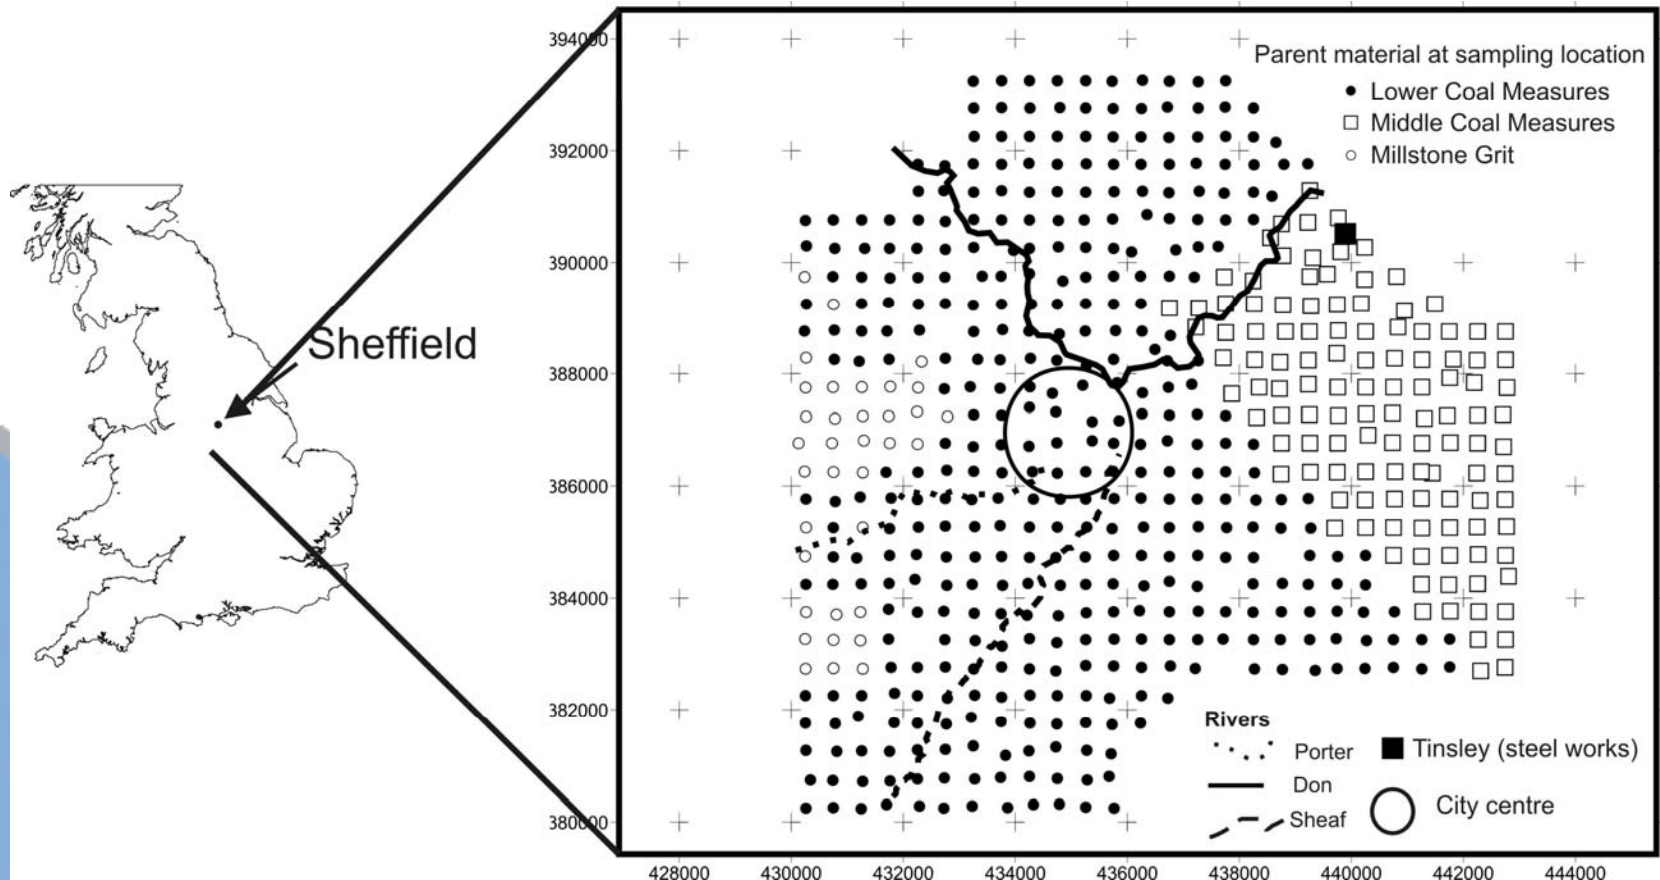 Sheffield
394000
392000
390000
388000
386000
384000
382000
380000
428000 430000 432000 434000 436000 438000 440000 442000 444000
Parent material at sampling location
Lower Coal Measures
Middle Coal Measures
Millstone Grit
Rivers
Porter
Don
Sheaf
Tinsley (steel works)
City centre